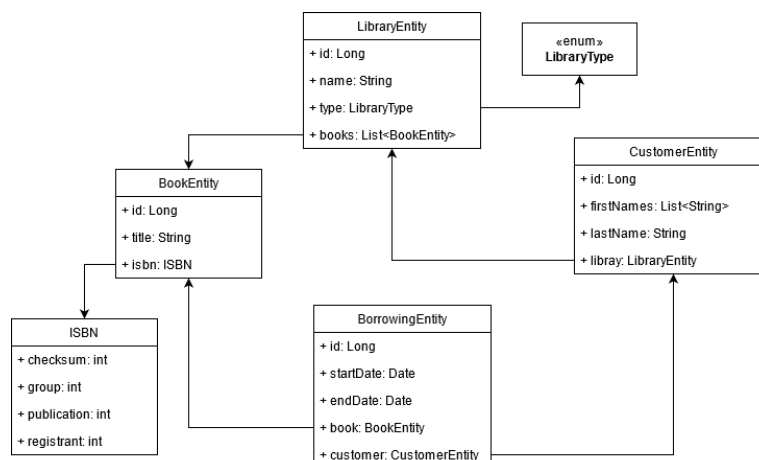 LibraryEntity
+ id: Long
+ name: String
+ type: LibraryType
+ books: List<BookEntity>
«enum»
LibraryType
CustomerEntity
+ id: Long
+ firstNames: List<String>
+ lastName: String
+ libray: LibraryEntity
BookEntity
+ id: Long
+ title: String
+ isbn: ISBN
ISBN
+ checksum: int
+ group: int
+ publication: int
+ registrant: int
BorrowingEntity
+ id: Long
+ startDate: Date
+ endDate: Date
+ book: BookEntity
+ customer: CustomerEntity